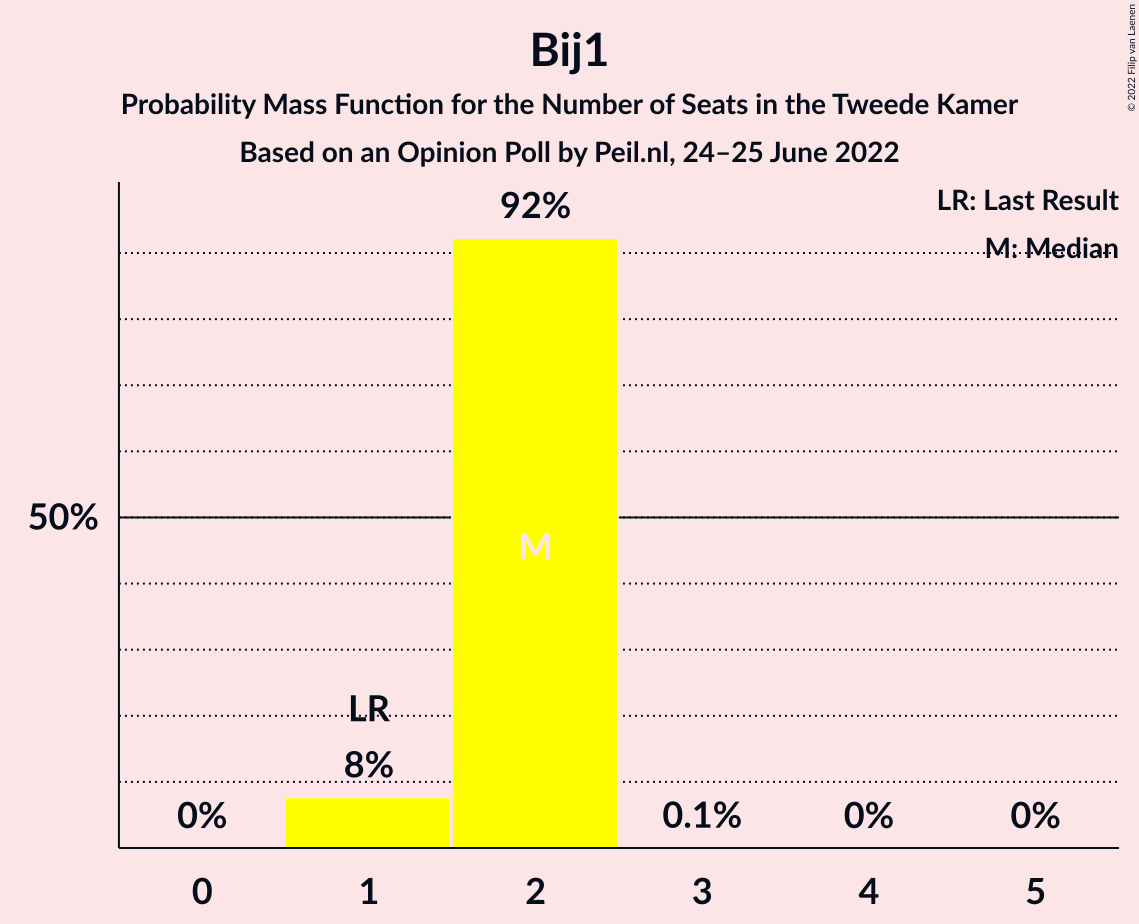 Bij1
Probability Mass Function for the Number of Seats in the Tweede Kamer
Based on an Opinion Poll by Peil.nl, 24–25 June 2022
© 2022 Filip van Laenen
LR: Last Result
M: Median
92%
50%
M
LR
8%
0%
0.1%
0%
0%
0 1 2 3 4 5